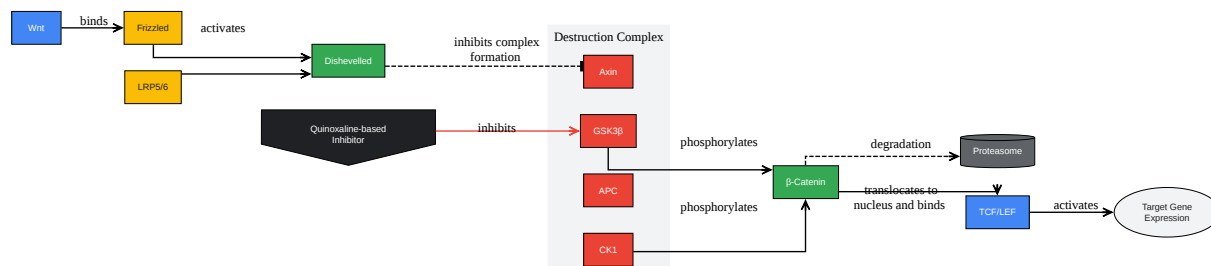 Wnt
binds
Frizzled
activates
LRP5/6
Dishevelled
inhibits complex
formation
Destruction Complex
Axin
Quinoxaline-based
Inhibitor
inhibits
GSK3β
APC
CK1
phosphorylates
phosphorylates
β-Catenin
degradation
Proteasome
translocates to
nucleus and binds
TCF/LEF
activates
Target Gene
Expression